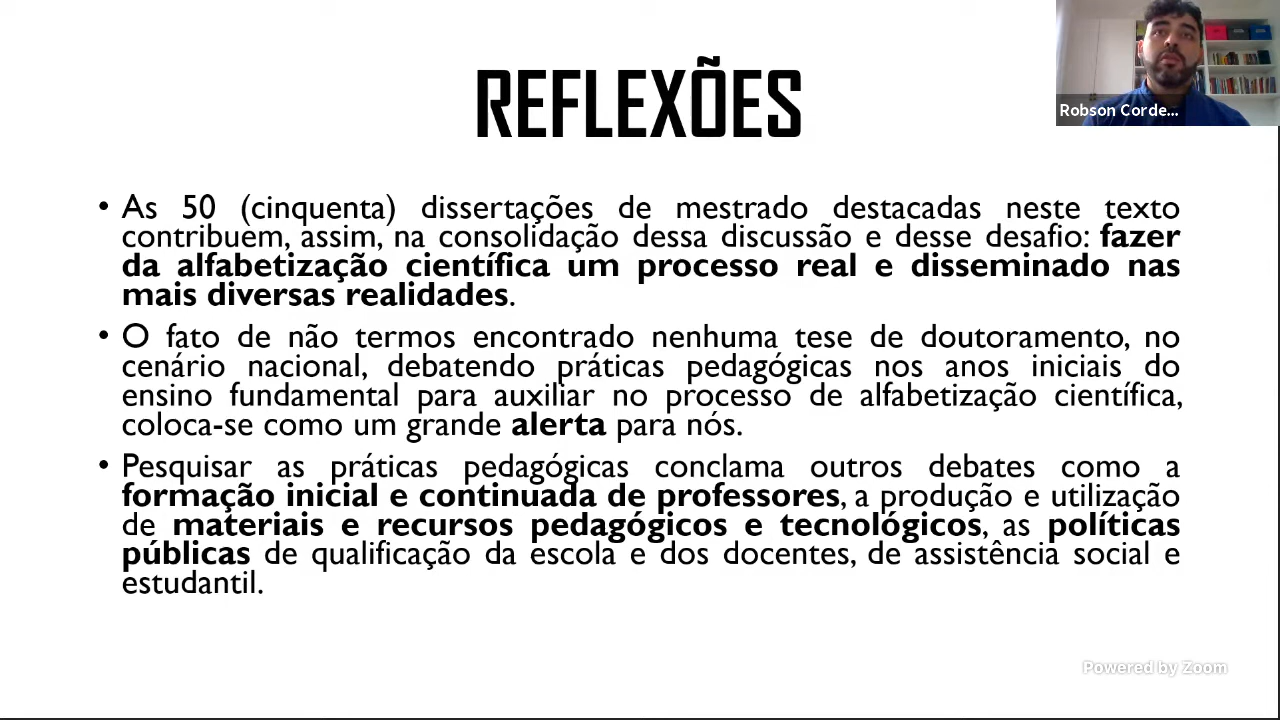 REFLEXÕES
Robson Corde...
• As 50 (cinquenta) dissertações de mestrado destacadas neste texto
contribuem, assim, na consolidação dessa discussão e desse desafio: fazer
da alfabetização científica um processo real e disseminado nas
mais diversas realidades.
• O fato de não termos encontrado nenhuma tese de doutoramento, no
cenário nacional, debatendo práticas pedagógicas nos anos iniciais do
ensino fundamental para auxiliar no processo de alfabetização científica,
coloca-se como um grande alerta para nós.
• Pesquisar as práticas pedagógicas conclama outros debates como a
formação inicial e continuada de professores, a produção e utilização
de materiais e recursos pedagógicos e tecnológicos, as políticas
públicas de qualificação da escola e dos docentes, de assistência social e
estudantil.
Powered by Zoom